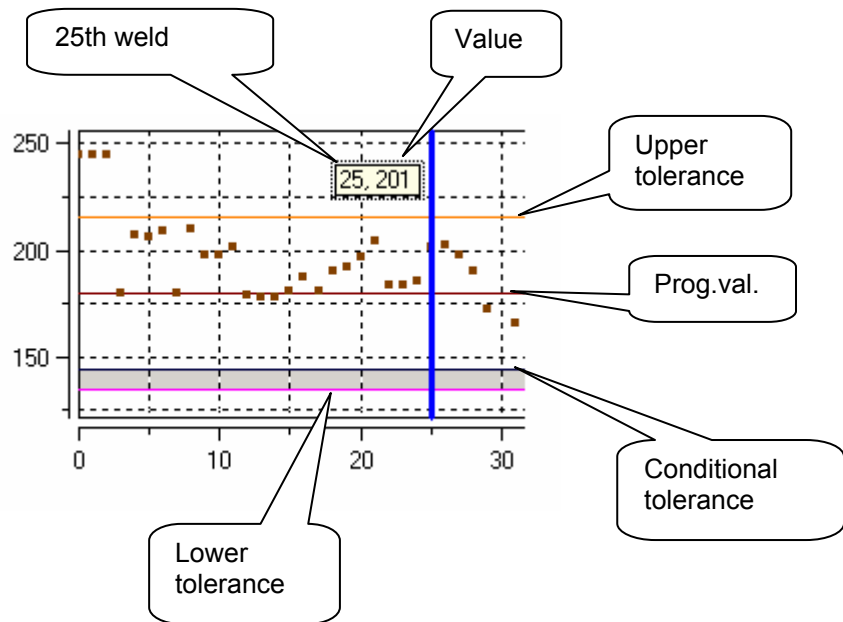 25th weld
Value
250
25, 201
Upper
tolerance
200
Prog.val.
150
0
10
20
30
Conditional
tolerance
Lower
tolerance